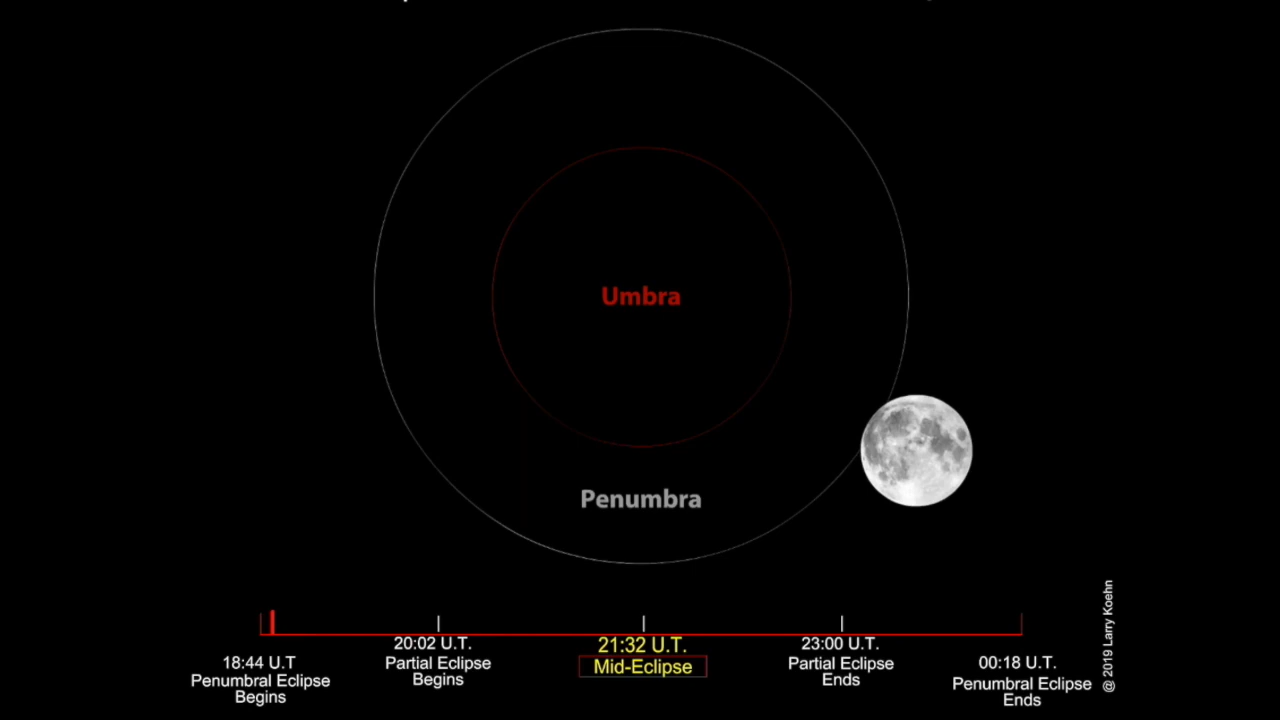 Umbra
Penumbra
18:44 U.T
Penumbral Eclipse
Begins
20:02 U.T.
Partial Eclipse
Begins
21:32 U.T.
Mid-Eclipse
23:00 U.T.
Partial Eclipse
Ends
00:18 U.T.
Penumbral Eclipse
Ends
@ 2019 Larry Koehn